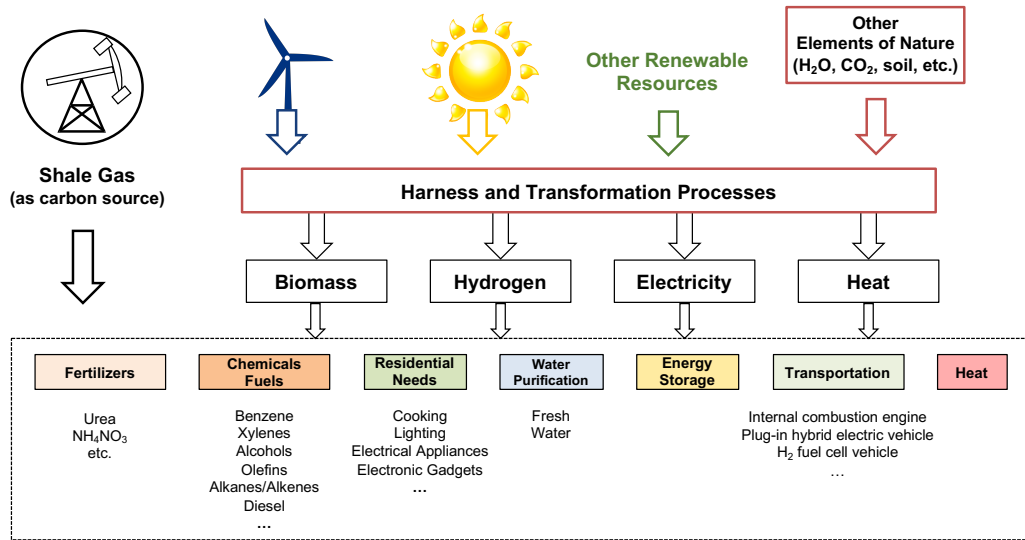 Shale Gas
(as carbon source)
Other Renewable
Resources
Other
Elements of Nature
(H₂O, CO₂, soil, etc.)
Harness and Transformation Processes
Biomass
Hydrogen
Electricity
Heat
Fertilizers
Urea
NH₄NO₃
etc.
Chemicals
Fuels
Benzene
Xylenes
Alcohols
Olefins
Alkanes/Alkenes
Diesel
...
Residential
Needs
Cooking
Lighting
Electrical Appliances
Electronic Gadgets
...
Water
Purification
Fresh
Water
Energy
Storage
Transportation
Internal combustion engine
Plug-in hybrid electric vehicle
H₂ fuel cell vehicle
...
Heat